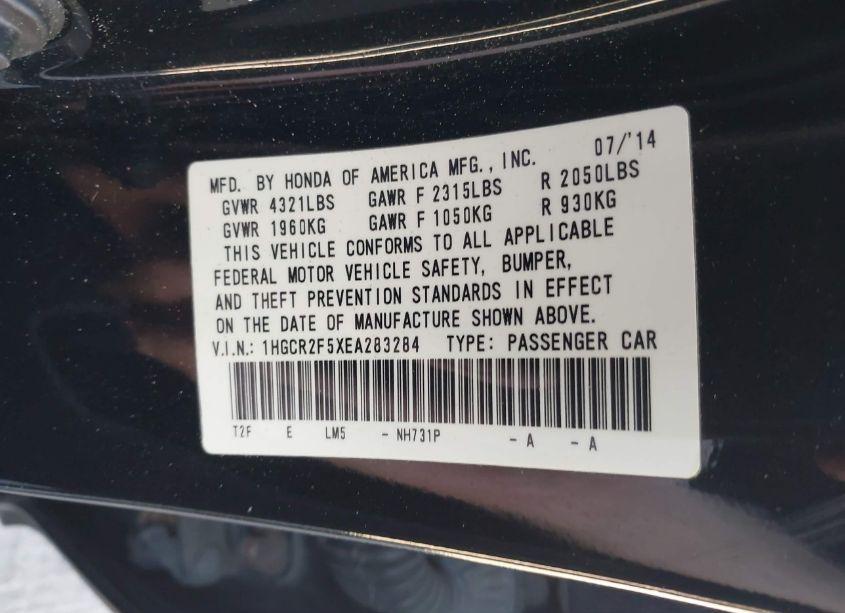 07/'14
MFD. BY HONDA OF AMERICA MFG., INC.
GVWR 4321LBS GAWR F 2315LBS R 2050LBS
GVWR 1960KG GAWR F 1050KG R 930KG
THIS VEHICLE CONFORMS TO ALL APPLICABLE
FEDERAL MOTOR VEHICLE SAFETY, BUMPER,
AND THEFT PREVENTION STANDARDS IN EFFECT
ON THE DATE OF MANUFACTURE SHOWN ABOVE.
V.I.N.: 1HGCR2F5XEA283284 TYPE: PASSENGER CAR
T2F E LM5 - NH731P - A - A